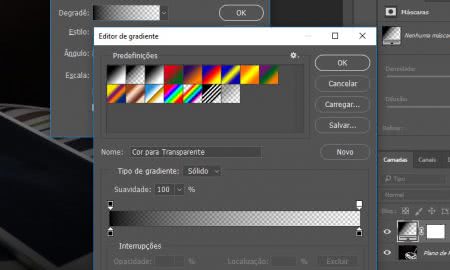 Degradê:
OK
Estilo:
Ângulo:
Escala:
Editor de gradiente
Predefinições
OK
Cancelar
Carregar...
Salvar...
Nome: Cor para Transparente
Novo
Tipo de gradiente: Sólido
Suavidade: 100 %
Interrupções
Opacidade: %
Localização: %
Excluir
Máscaras
Nenhuma másca
Densidade:
Difusão:
Refinar:
Camadas
Canais
Tipo
Normal
Bloq.:
Plano de F